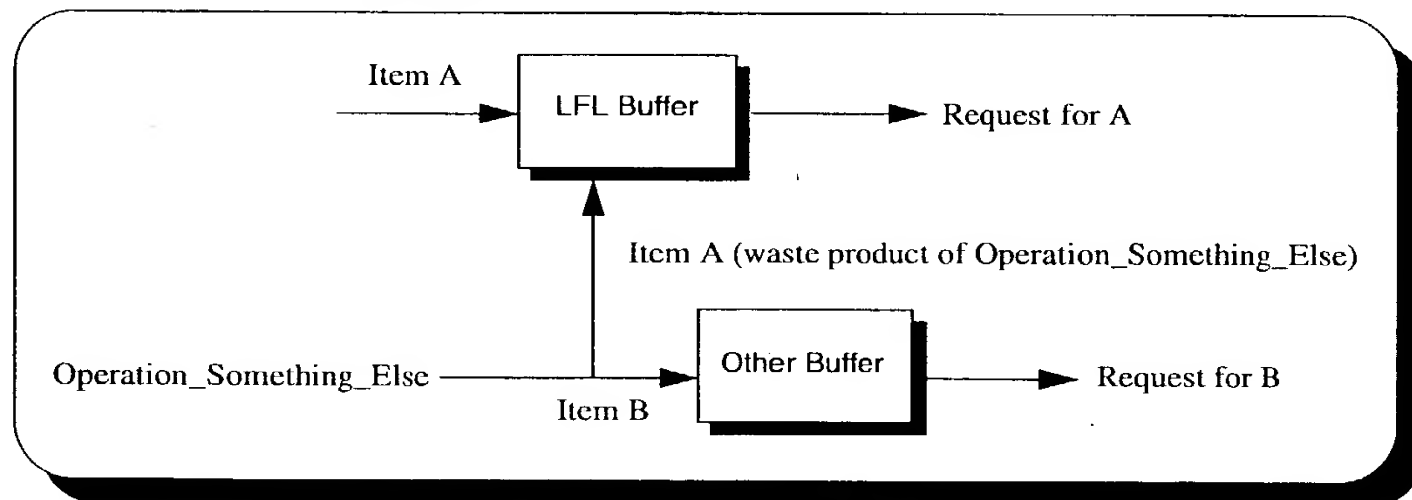 Item A
LFL Buffer
Request for A
Item A (waste product of Operation_Something_Else)
Other Buffer
Operation_Something_Else
Request for B
Item B